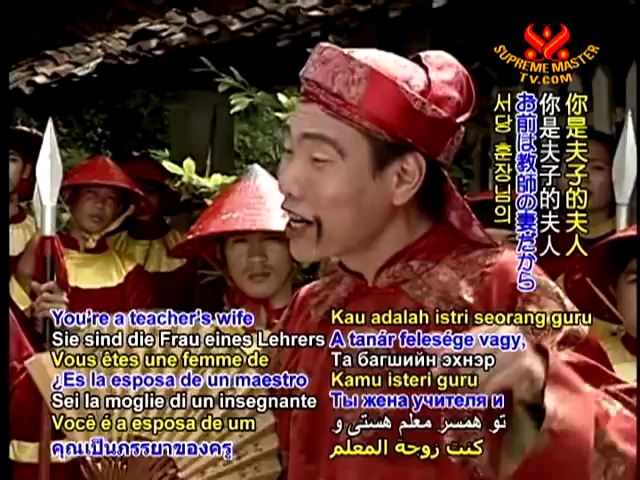 SUPREME MASTER
TV.COM
你是夫子的夫人
你是夫子的夫人
お前は教師の妻だから
서당 훈장님의
You're a teacher's wife
Sie sind die Frau eines Lehrers
Vous êtes une femme de
¿Es la esposa de un maestro
Sei la moglie di un insegnante
Você é a esposa de um
คุณเป็นภรรยาของครู
Kau adalah istri seorang guru
A tanár felesége vagy,
Та багшийн эхнэр
Kamu isteri guru
Ты жена учителя и
تو همسر معلم هستی و
كنت زوجة المعلم